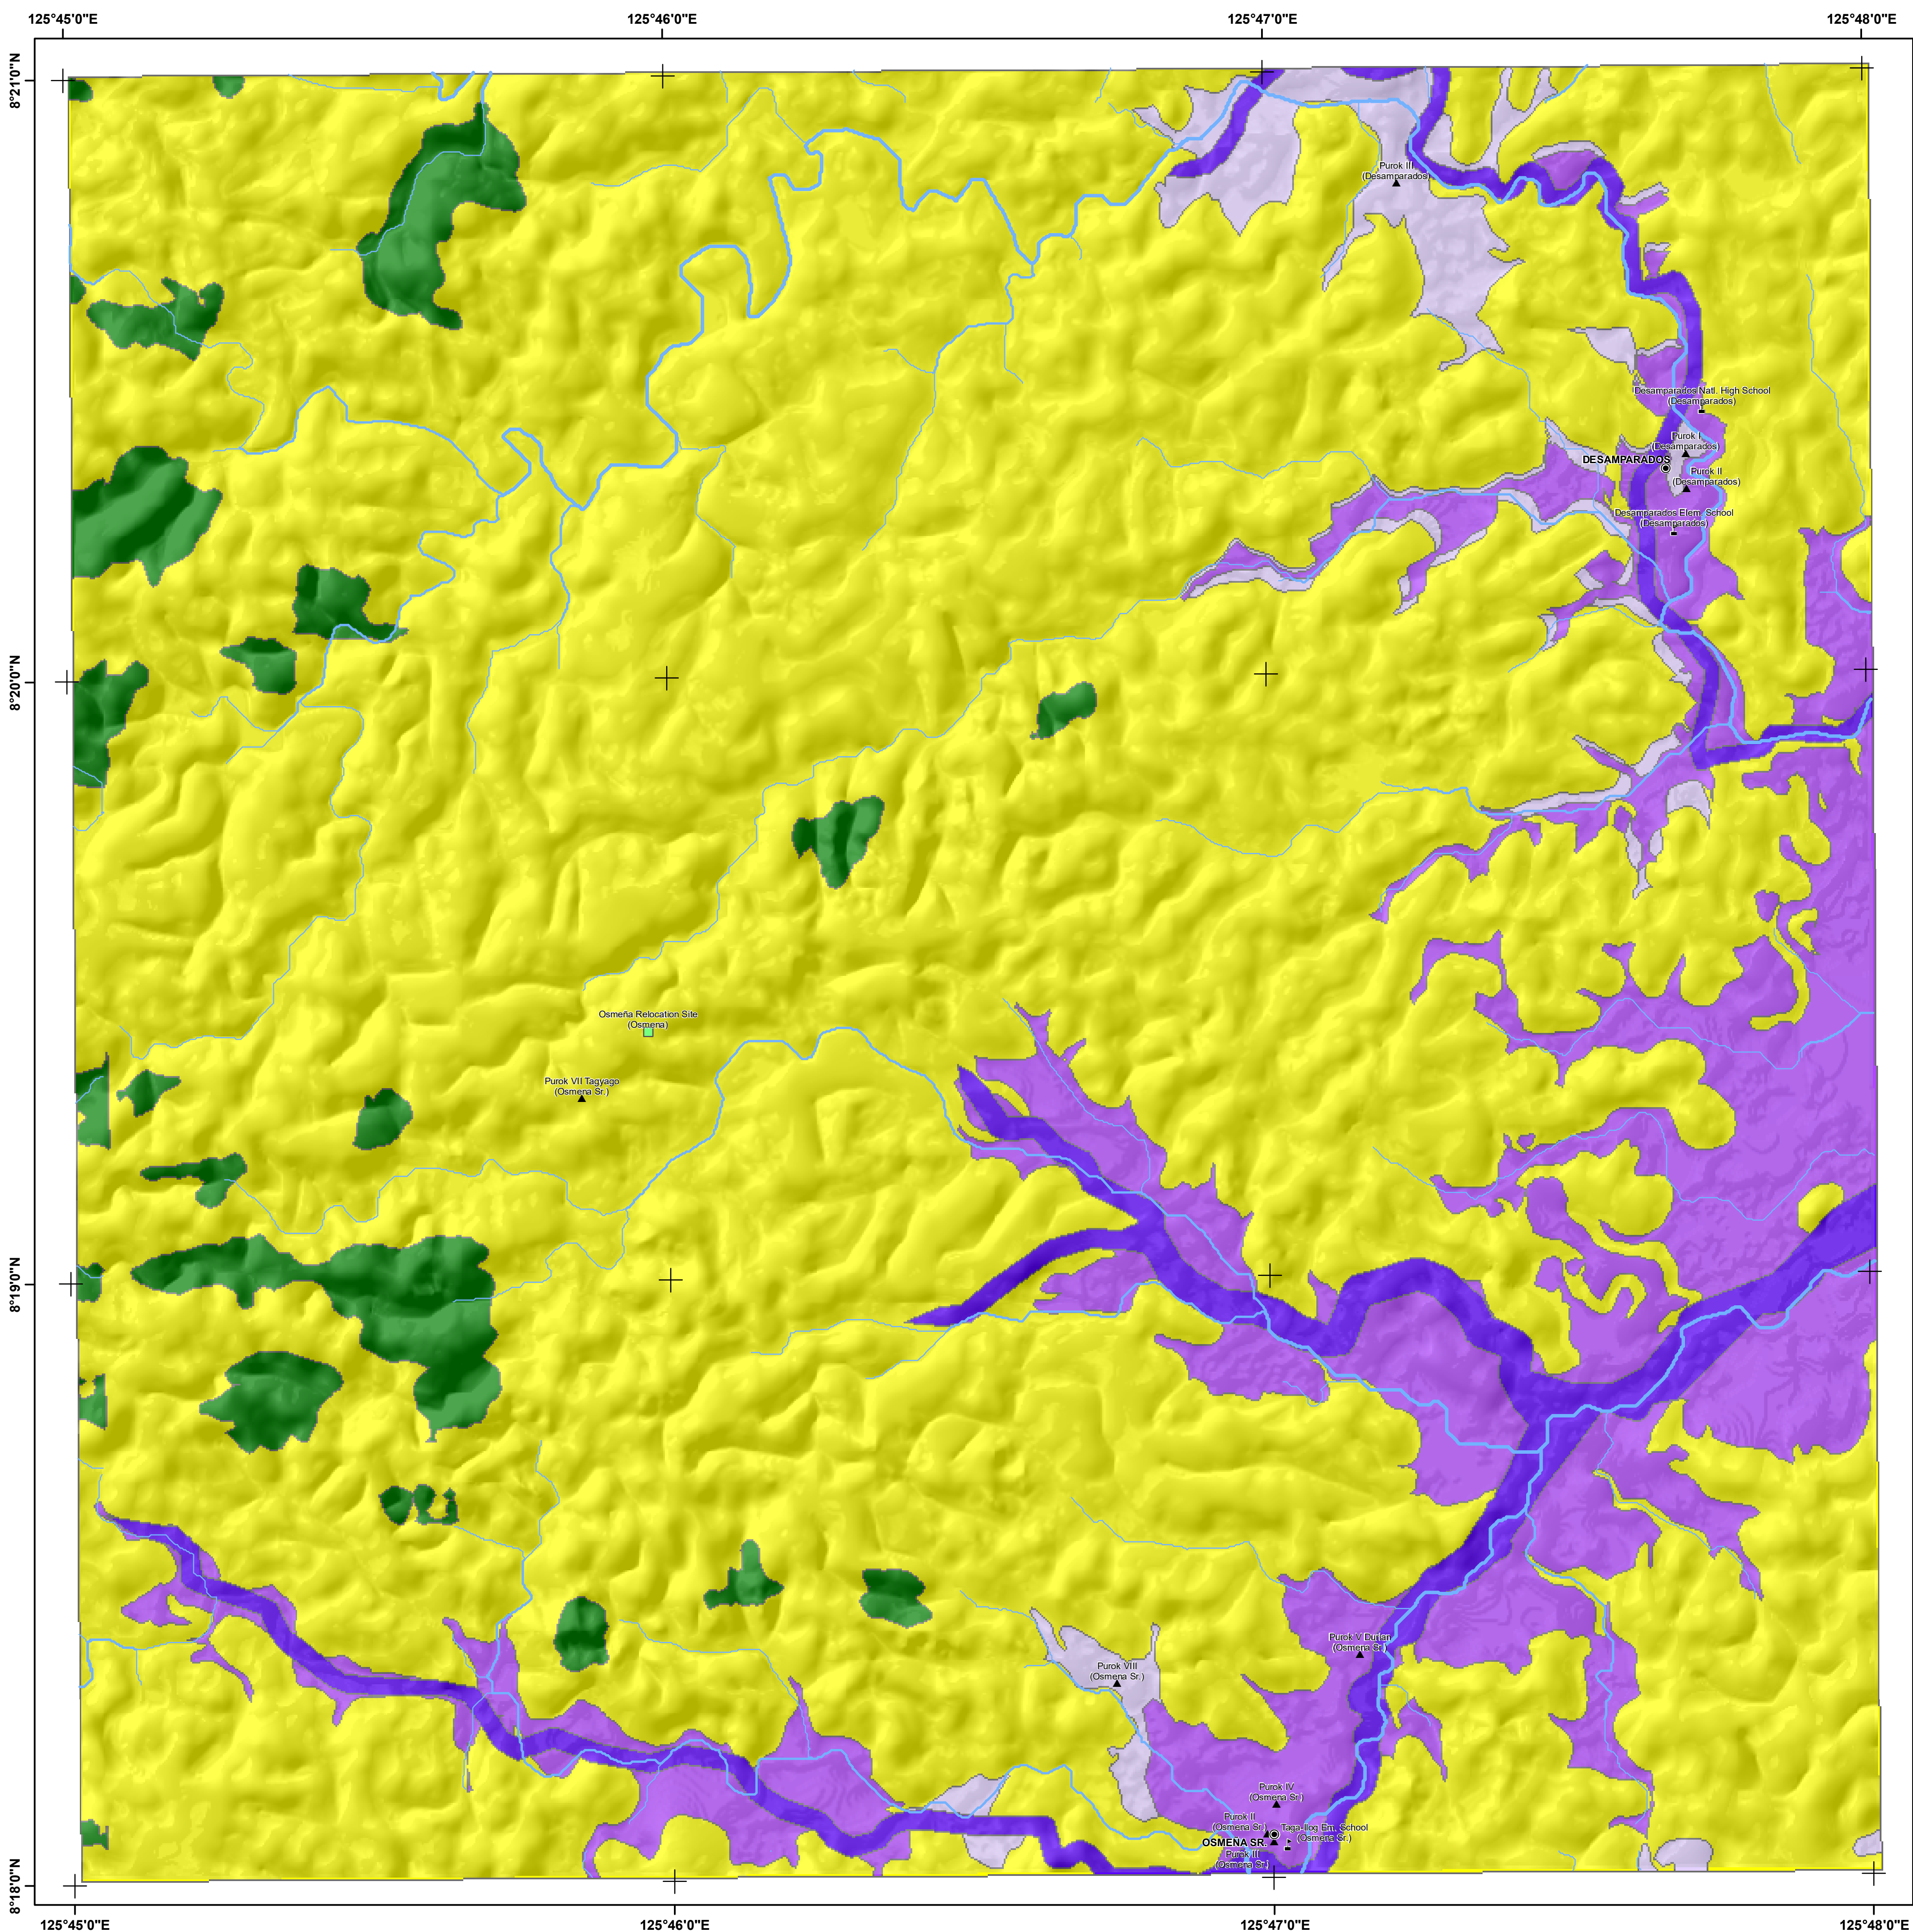 125°45'0"E
125°46'0"E
125°47'0"E
125°48'0"E
8°21'0"N
Purok III
(Desamparados)
Desamparados Natl. High School
(Desamparados)
Purok I
(Desamparados)
DESAMPARADOS
Purok II
(Desamparados)
Desamparados Elem. School
(Desamparados)
8°20'0"N
Osmeña Relocation Site
(Osmena)
Purok VII Tagyago
(Osmena Sr.)
8°19'0"N
Purok V Durian
(Osmena Sr.)
Purok VIII
(Osmena Sr.)
Purok IV
(Osmena Sr.)
Purok II
(Osmena Sr.)
Taga-ilog Em. School
(Osmena Sr.)
OSMENA SR.
Purok III
(Osmena Sr.)
8°18'0"N
125°45'0"E
125°46'0"E
125°47'0"E
125°48'0"E